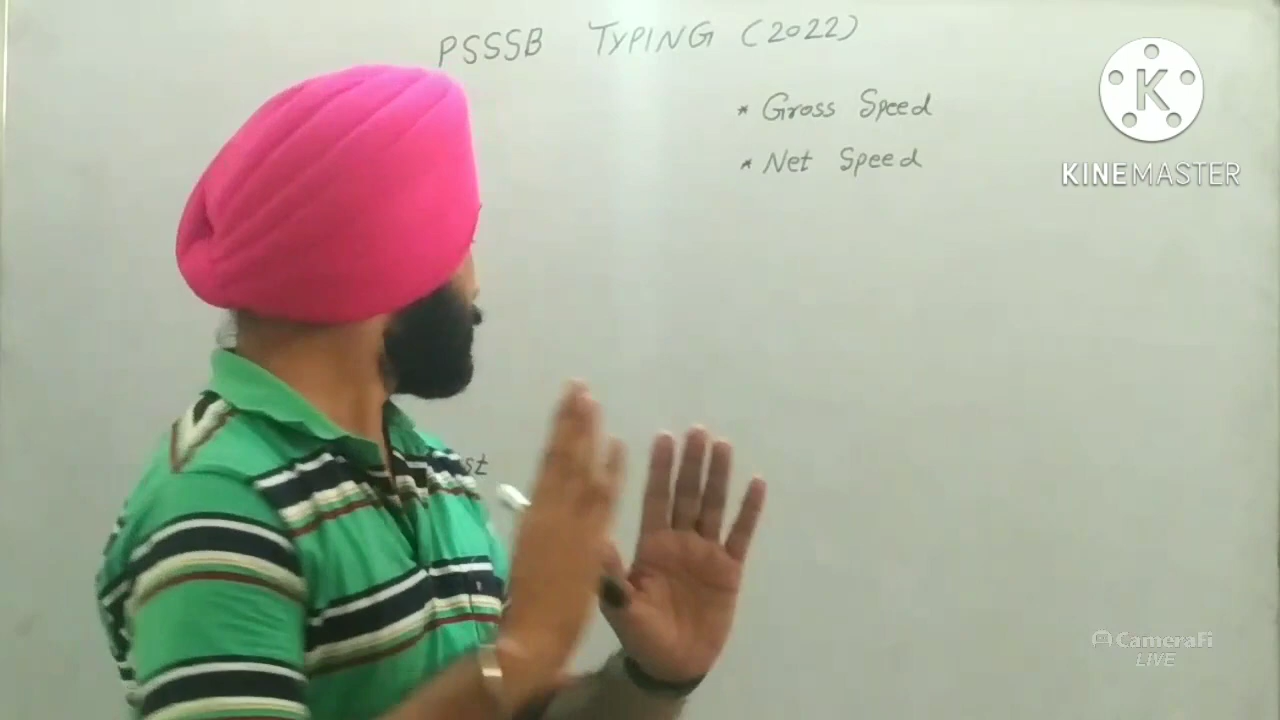 PSSSB TYPING (2022)
* Gross Speed
* Net Speed
K
KINEMASTER
CameraFi
LIVE